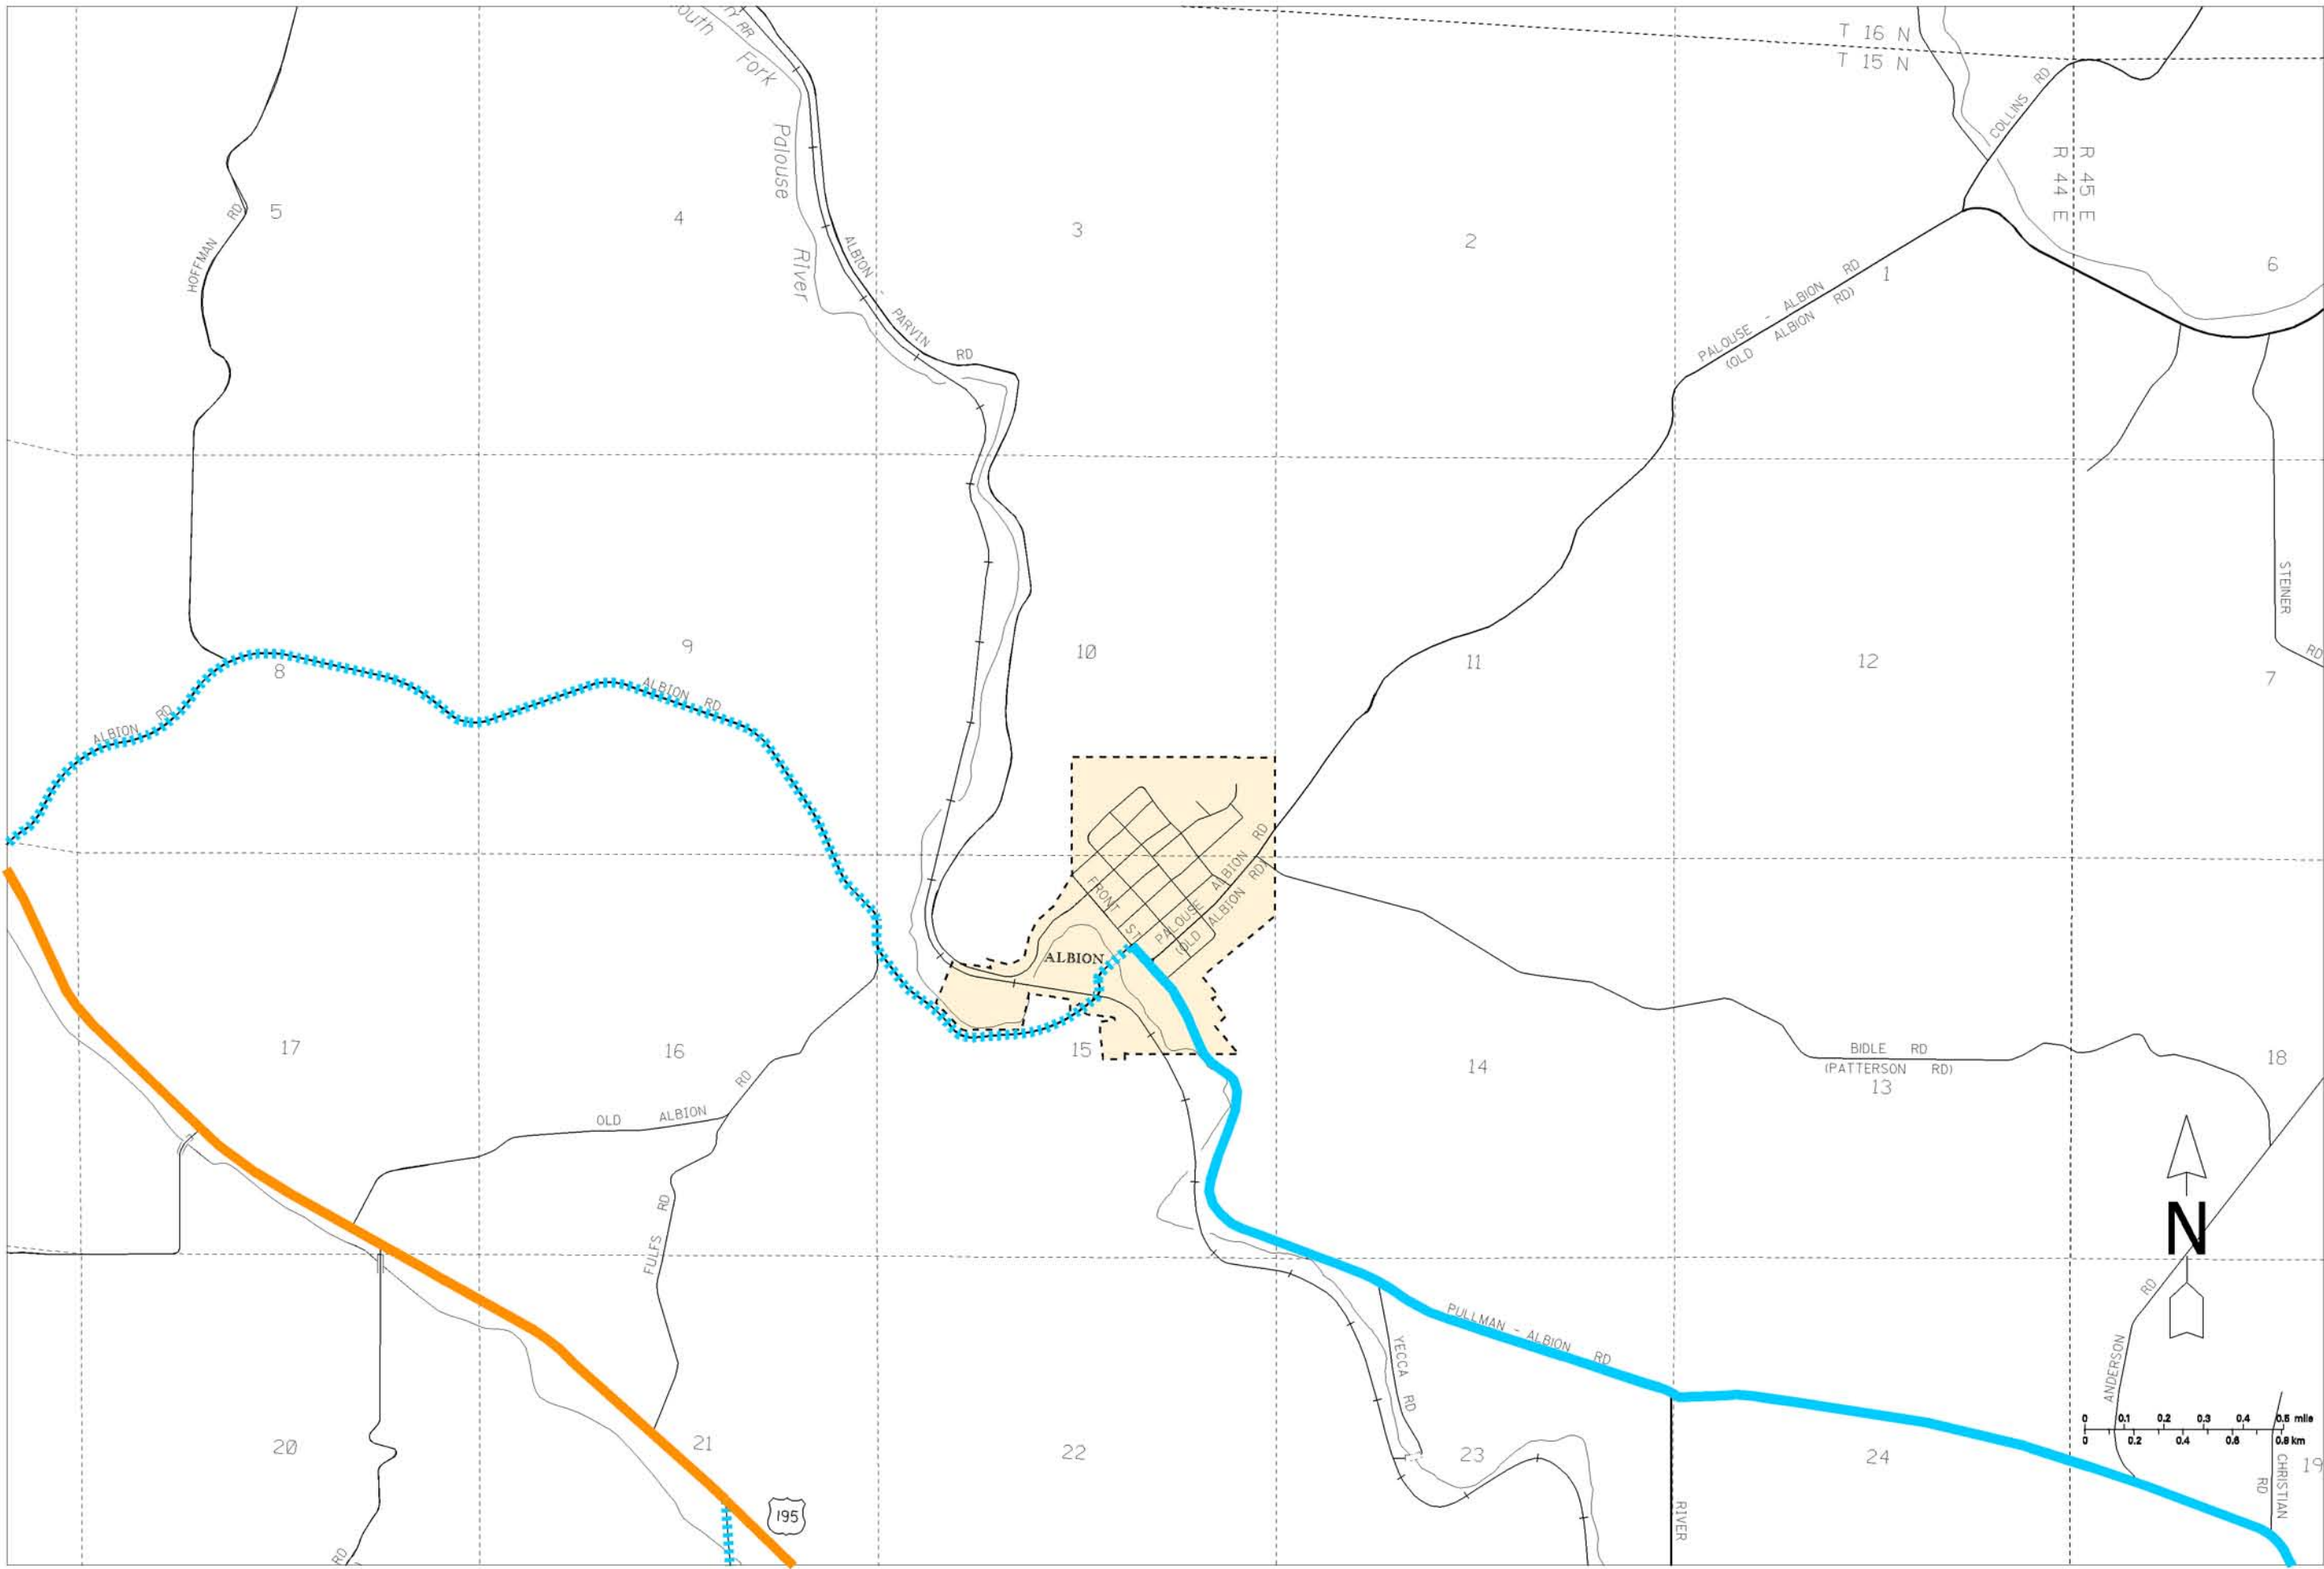 T 16 N
T 15 N
RY RR
South
Fork
Palouse
River
COLLINS RD
R 45 E
R 44 E
HOFFMAN RD
5
4
3
2
1
6
ALBION - PARVIN RD
PALOUSE - ALBION RD
(OLD ALBION RD)
STEINER RD
8
9
10
11
12
7
ALBION RD
ALBION RD
FRONT ST
PALOUSE ALBION RD
(OLD ALBION RD)
ALBION
17
16
15
14
BIDLE RD
(PATTERSON RD)
13
18
OLD ALBION RD
FULFS RD
N
PULLMAN - ALBION RD
YECCA RD
ANDERSON RD
0 0.1 0.2 0.3 0.4 0.5 mile
0 0.2 0.4 0.6 0.8 km
20
21
22
23
24
19
195
RIVER
CHRISTIAN RD
RD